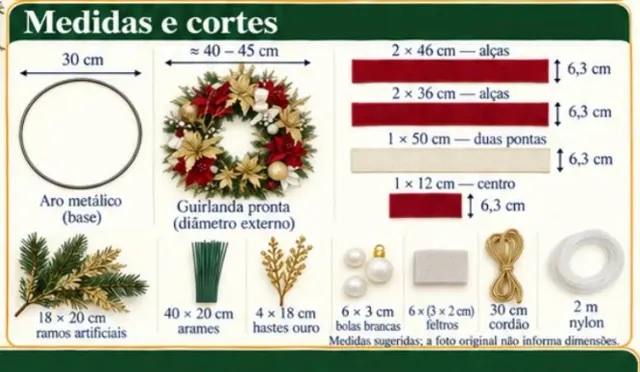 Medidas e cortes
30 cm
≈ 40 – 45 cm
2 × 46 cm — alças
6,3 cm
2 × 36 cm — alças
6,3 cm
1 × 50 cm — duas pontas
6,3 cm
1 × 12 cm — centro
6,3 cm
Aro metálico
(base)
Guirlanda pronta
(diâmetro externo)
18 × 20 cm
ramos artificiais
40 × 20 cm
arames
4 × 18 cm
hastes ouro
6 × 3 cm
bolas brancas
6 × (3 × 2 cm)
feltros
30 cm
cordão
2 m
nylon
Medidas sugeridas; a foto original não informa dimensões.